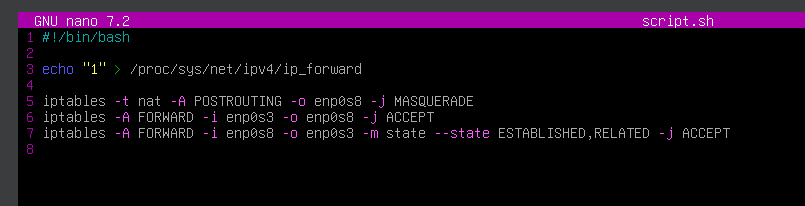 GNU nano 7.2 script.sh
1 #!/bin/bash
2
3 echo "1" > /proc/sys/net/ipv4/ip_forward
4
5 iptables -t nat -A POSTROUTING -o enp0s8 -j MASQUERADE
6 iptables -A FORWARD -i enp0s3 -o enp0s8 -j ACCEPT
7 iptables -A FORWARD -i enp0s8 -o enp0s3 -m state --state ESTABLISHED,RELATED -j ACCEPT
8